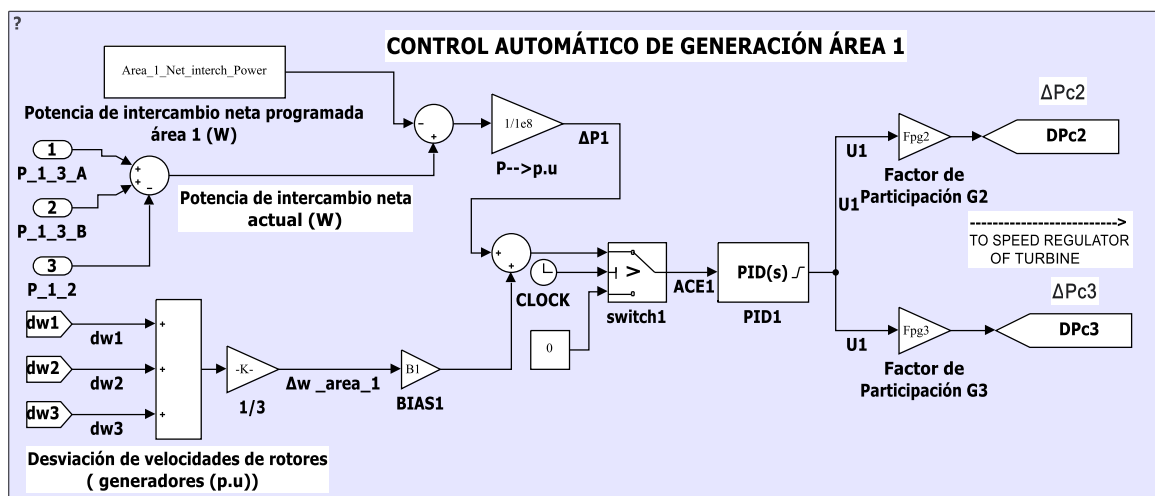 ?
CONTROL AUTOMÁTICO DE GENERACIÓN ÁREA 1
Area_1_Net_interch_Power
Potencia de intercambio neta programada
área 1 (W)
1
P_1_3_A
2
P_1_3_B
3
P_1_2
+
+
-
Potencia de intercambio neta
actual (W)
-
+
1/1e8
P-->p.u
ΔP1
dw1
dw1
dw2
dw2
dw3
dw3
+
+
+
Desviación de velocidades de rotores
( generadores (p.u))
-K-
1/3
Δw _area_1
B1
BIAS1
+
+
CLOCK
0
>
switch1
ACE1
PID(s)
PID1
U1
U1
U1
Fpg2
Factor de
Participación G2
ΔPc2
DPc2
---------------------------->
TO SPEED REGULATOR
OF TURBINE
Fpg3
Factor de
Participación G3
ΔPc3
DPc3